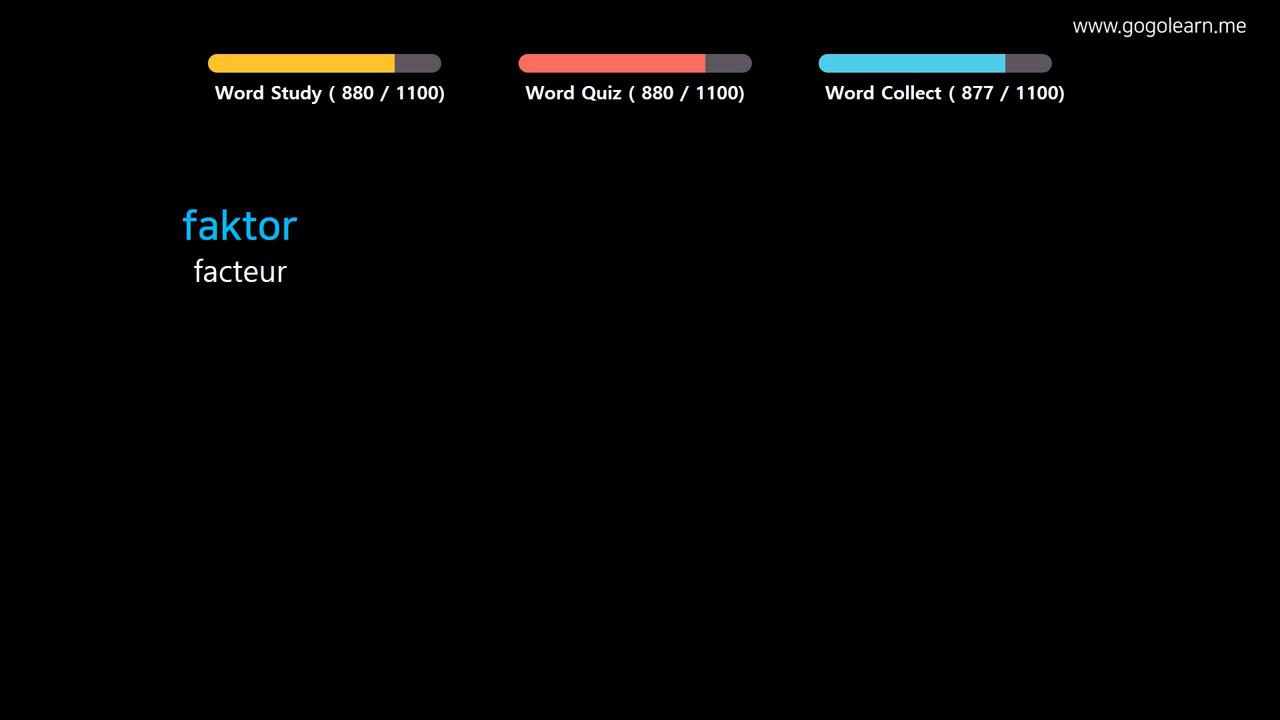 www.gogolearn.me
Word Study ( 880 / 1100)
Word Quiz ( 880 / 1100)
Word Collect ( 877 / 1100)
faktor
facteur